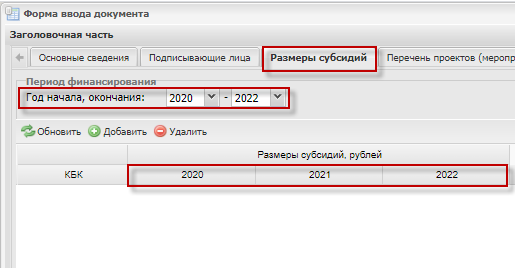 Форма ввода документа
Заголовочная часть
Основные сведения Подписывающие лица Размеры субсидий Перечень проектов (меропр
Период финансирования
Год начала, окончания: 2020 - 2022
Обновить Добавить Удалить
Размеры субсидий, рублей
КБК 2020 2021 2022